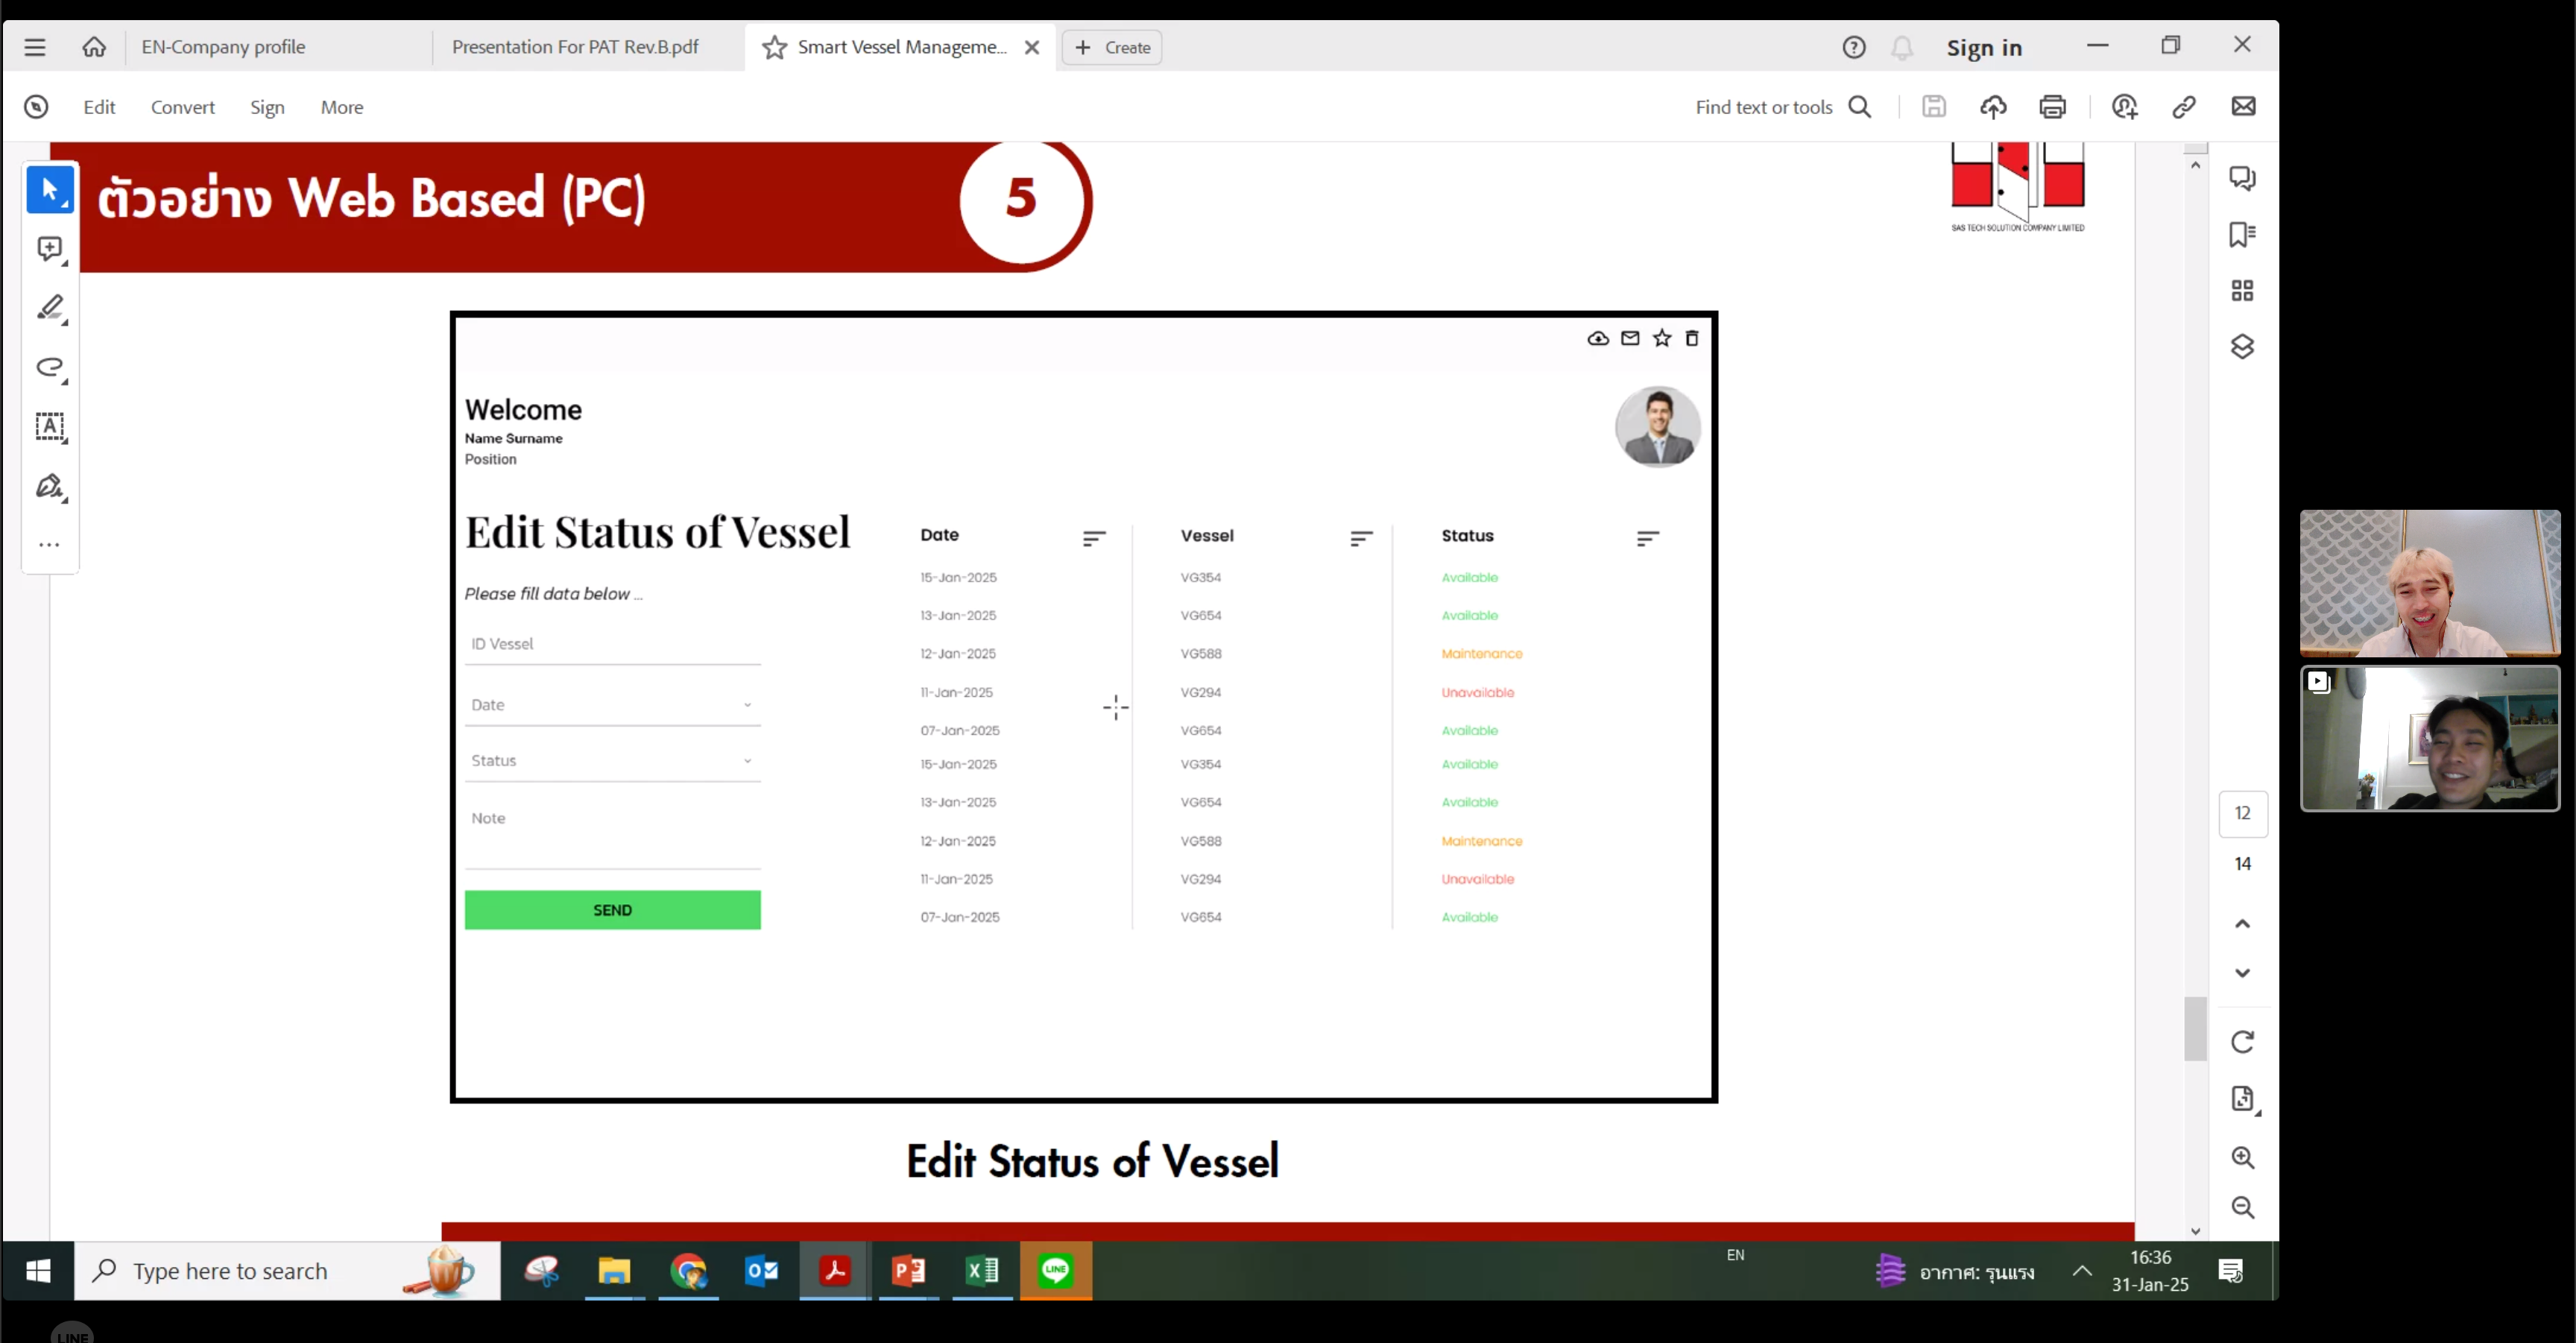 EN-Company profile
Presentation For PAT Rev.B.pdf
Smart Vessel Manageme...
Create
Sign in
Edit
Convert
Sign
More
Find text or tools
ตัวอย่าง Web Based (PC)
5
SAS TECH SOLUTION COMPANY LIMITED
Welcome
Name Surname
Position
Edit Status of Vessel
Please fill data below ...
ID Vessel
Date
Status
Note
SEND
Date Vessel Status
15-Jan-2025 VG354 Available
13-Jan-2025 VG654 Available
12-Jan-2025 VG588 Maintenance
11-Jan-2025 VG294 Unavailable
07-Jan-2025 VG654 Available
15-Jan-2025 VG354 Available
13-Jan-2025 VG654 Available
12-Jan-2025 VG588 Maintenance
11-Jan-2025 VG294 Unavailable
07-Jan-2025 VG654 Available
Edit Status of Vessel
12
14
Type here to search
LINE
EN
อากาศ: รุนแรง
16:36
31-Jan-25
LINE